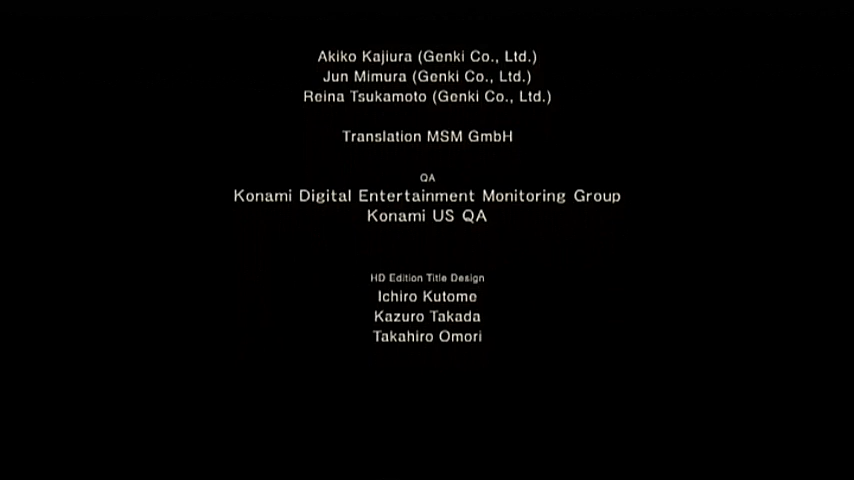 Akiko Kajiura (Genki Co., Ltd.)
Jun Mimura (Genki Co., Ltd.)
Reina Tsukamoto (Genki Co., Ltd.)
Translation MSM GmbH
QA
Konami Digital Entertainment Monitoring Group
Konami US QA
HD Edition Title Design
Ichiro Kutome
Kazuro Takada
Takahiro Omori